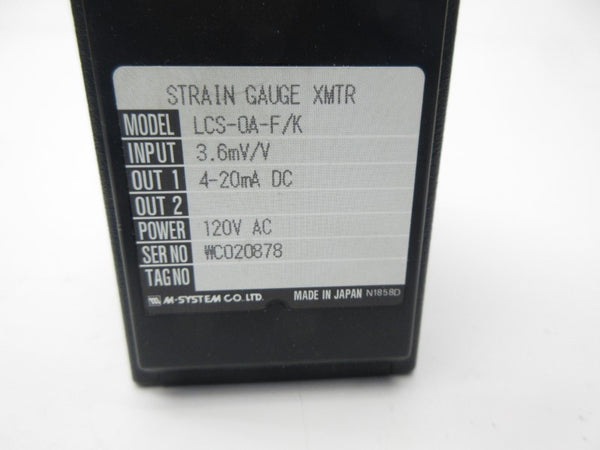 STRAIN GAUGE XMTR
MODEL LCS-0A-F/K
INPUT 3.6mV/V
OUT 1 4-20mA DC
OUT 2
POWER 120V AC
SER NO WC020878
TAG NO
M-SYSTEM CO., LTD. MADE IN JAPAN N1858D